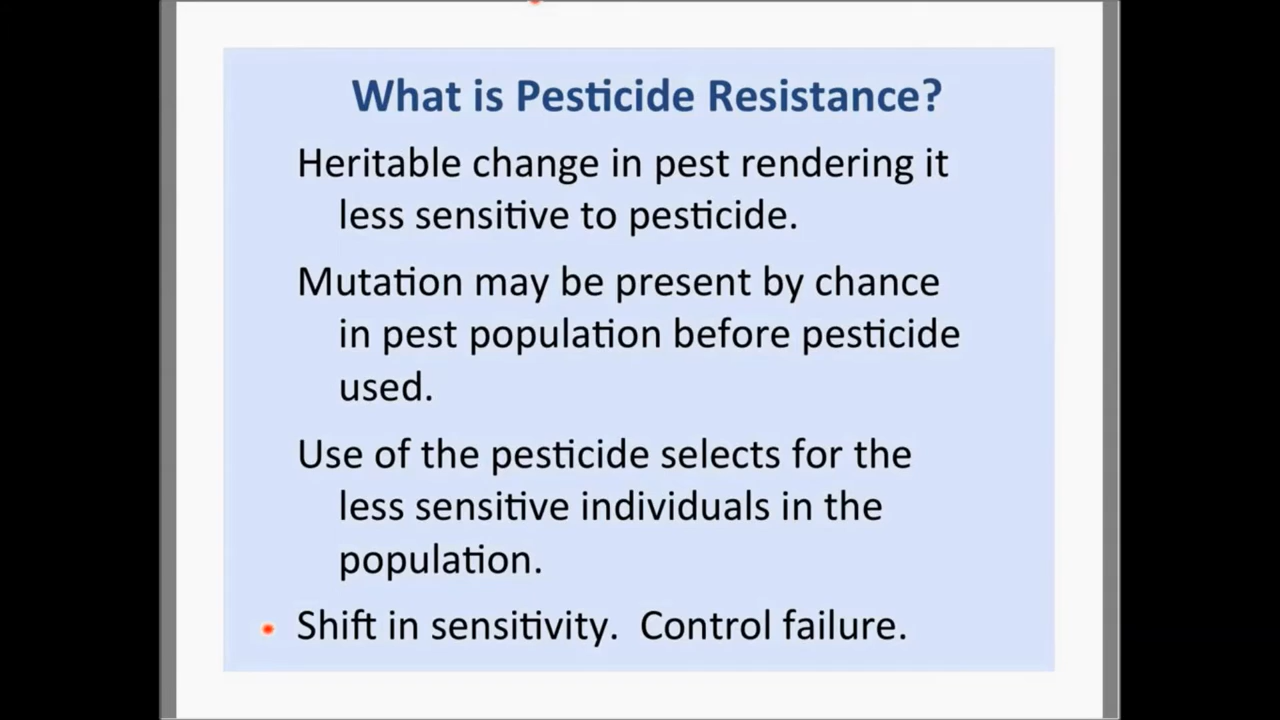 What is Pesticide Resistance?
Heritable change in pest rendering it
less sensitive to pesticide.
Mutation may be present by chance
in pest population before pesticide
used.
Use of the pesticide selects for the
less sensitive individuals in the
population.
Shift in sensitivity.  Control failure.